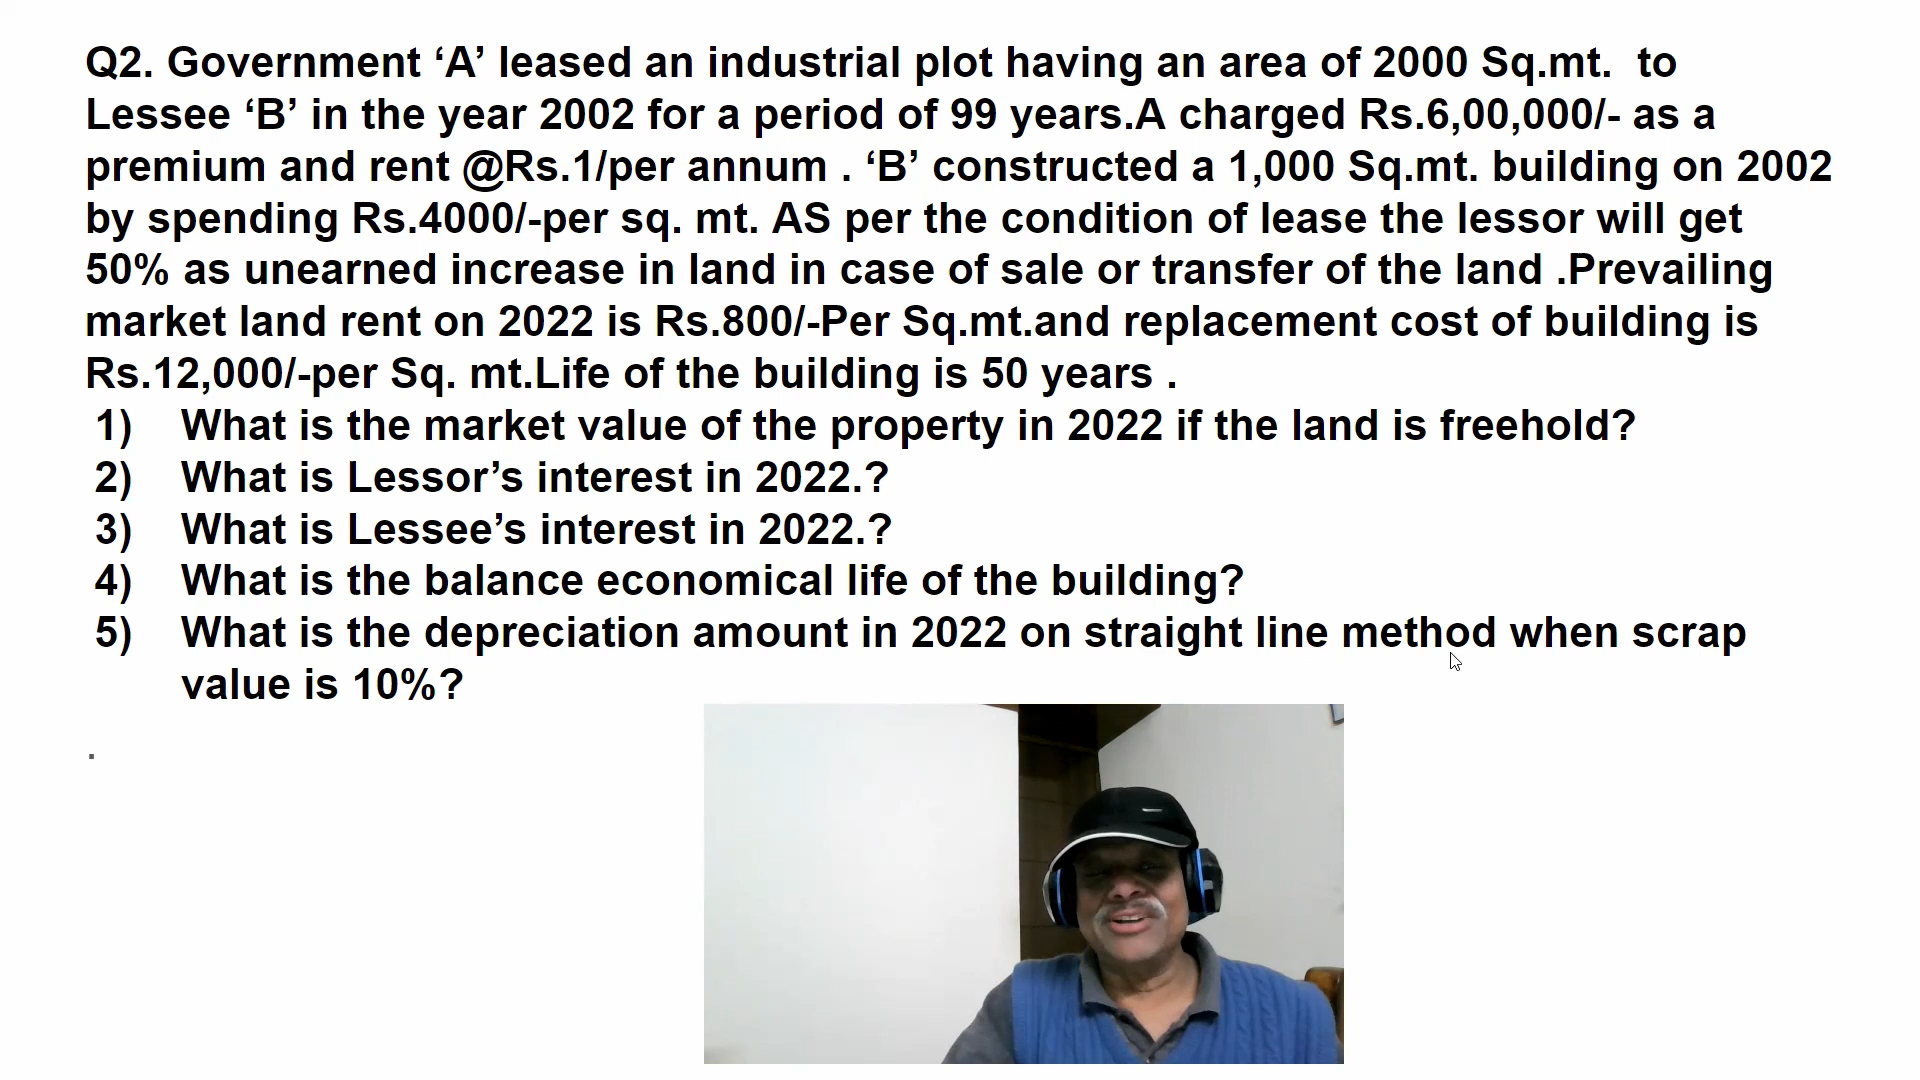 Q2. Government ‘A’ leased an industrial plot having an area of 2000 Sq.mt.  to
Lessee ‘B’ in the year 2002 for a period of 99 years.A charged Rs.6,00,000/- as a
premium and rent @Rs.1/per annum . ‘B’ constructed a 1,000 Sq.mt. building on 2002
by spending Rs.4000/-per sq. mt. AS per the condition of lease the lessor will get
50% as unearned increase in land in case of sale or transfer of the land .Prevailing
market land rent on 2022 is Rs.800/-Per Sq.mt.and replacement cost of building is
Rs.12,000/-per Sq. mt.Life of the building is 50 years .
1) What is the market value of the property in 2022 if the land is freehold?
2) What is Lessor’s interest in 2022.?
3) What is Lessee’s interest in 2022.?
4) What is the balance economical life of the building?
5) What is the depreciation amount in 2022 on straight line method when scrap
value is 10%?
.